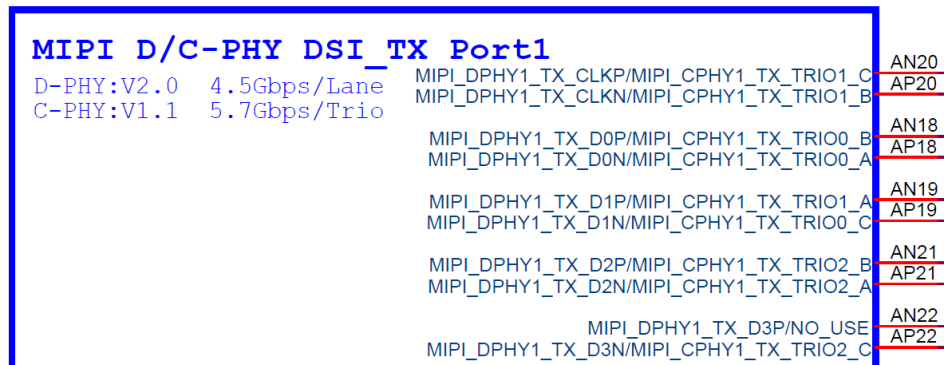 MIPI D/C-PHY DSI_TX Port1
D-PHY:V2.0 4.5Gbps/Lane
C-PHY:V1.1 5.7Gbps/Trio
MIPI_DPHY1_TX_CLKP/MIPI_CPHY1_TX_TRIO1_C AN20
MIPI_DPHY1_TX_CLKN/MIPI_CPHY1_TX_TRIO1_B AP20
MIPI_DPHY1_TX_D0P/MIPI_CPHY1_TX_TRIO0_B AN18
MIPI_DPHY1_TX_D0N/MIPI_CPHY1_TX_TRIO0_A AP18
MIPI_DPHY1_TX_D1P/MIPI_CPHY1_TX_TRIO1_A AN19
MIPI_DPHY1_TX_D1N/MIPI_CPHY1_TX_TRIO0_C AP19
MIPI_DPHY1_TX_D2P/MIPI_CPHY1_TX_TRIO2_B AN21
MIPI_DPHY1_TX_D2N/MIPI_CPHY1_TX_TRIO2_A AP21
MIPI_DPHY1_TX_D3P/NO_USE AN22
MIPI_DPHY1_TX_D3N/MIPI_CPHY1_TX_TRIO2_C AP22